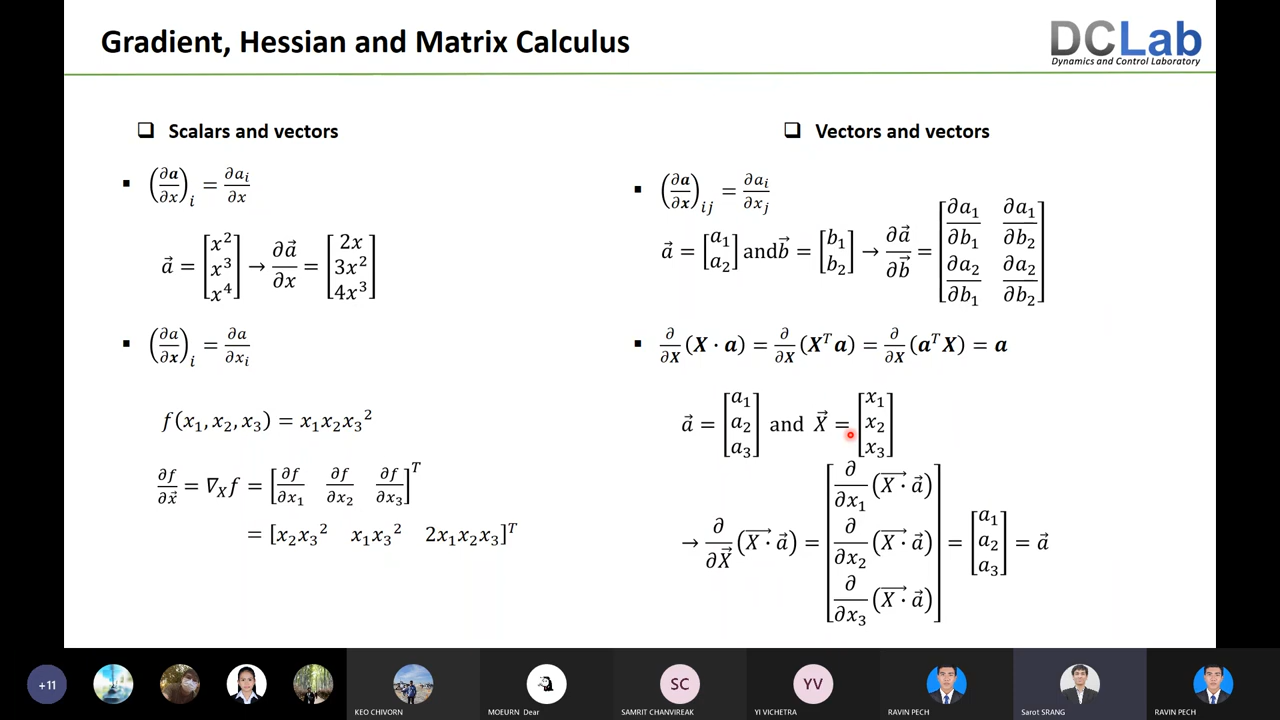 Gradient, Hessian and Matrix Calculus
DCLab
Dynamics and Control Laboratory
❑ Scalars and vectors
▪ (∂𝒂/∂x)_i = ∂a_i/∂x
a⃗ = [x² x³ x⁴] → ∂a⃗/∂x = [2x 3x² 4x³]
▪ (∂a/∂𝒙)_i = ∂a/∂x_i
f(x₁, x₂, x₃) = x₁x₂x₃²
∂f/∂x⃗ = ∇_X f = [∂f/∂x₁ ∂f/∂x₂ ∂f/∂x₃]^T
= [x₂x₃² x₁x₃² 2x₁x₂x₃]^T
❑ Vectors and vectors
▪ (∂𝒂/∂𝒙)_ij = ∂a_i/∂x_j
a⃗ = [a₁ a₂] and b⃗ = [b₁ b₂] → ∂a⃗/∂b⃗ = [∂a₁/∂b₁ ∂a₁/∂b₂ ∂a₂/∂b₁ ∂a₂/∂b₂]
▪ ∂/∂𝑿 (𝑿 · 𝒂) = ∂/∂𝑿 (𝑿^T 𝒂) = ∂/∂𝑿 (𝒂^T 𝑿) = 𝒂
a⃗ = [a₁ a₂ a₃] and X⃗ = [x₁ x₂ x₃]
→ ∂/∂X⃗ (X⃗ · a⃗) = [∂/∂x₁ (X⃗ · a⃗) ∂/∂x₂ (X⃗ · a⃗) ∂/∂x₃ (X⃗ · a⃗)] = [a₁ a₂ a₃] = a⃗
+11
KEO CHIVORN
MOEURN Dear
SC
SAMRIT CHANVIREAK
YV
YI VICHETRA
RAVIN PECH
Sarot SRANG
RAVIN PECH